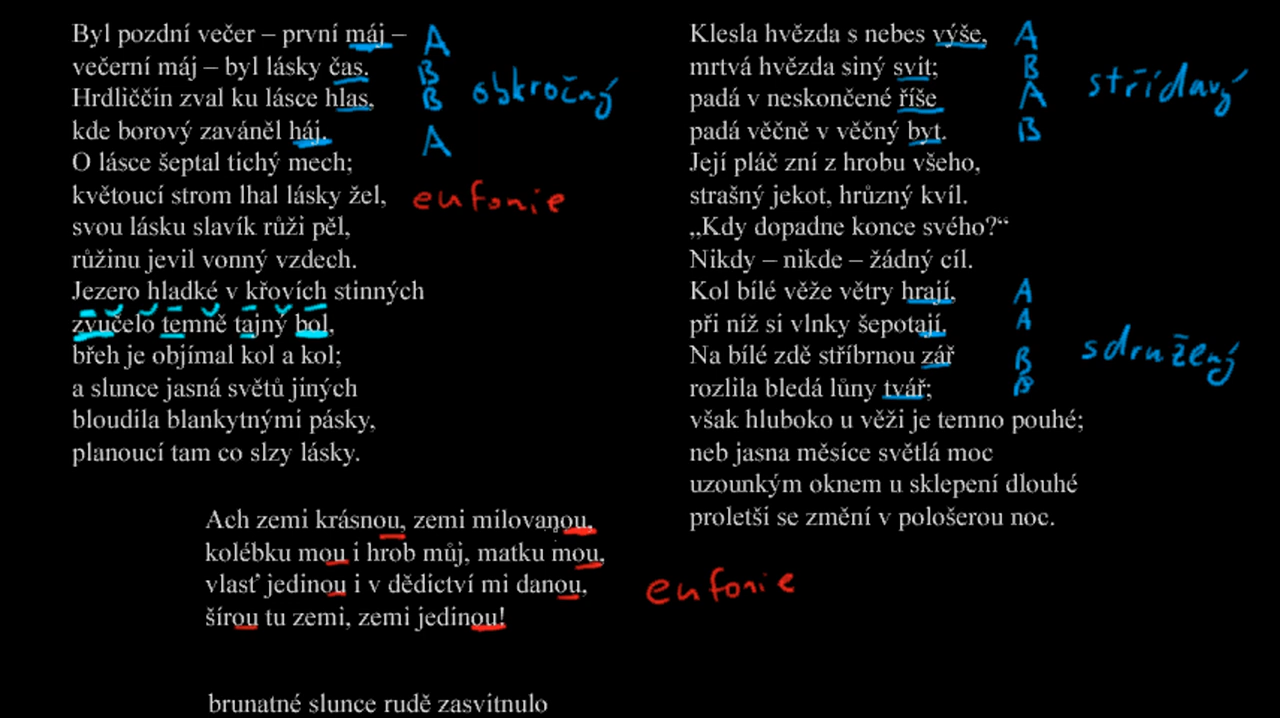 Byl pozdní večer – první máj – A
večerní máj – byl lásky čas. B
Hrdliččin zval ku lásce hlas, B
obkročný
kde borový zaváněl háj. A
O lásce šeptal tichý mech;
květoucí strom lhal lásky žel, eufonie
svou lásku slavík růži pěl,
růžinu jevil vonný vzdech.
Jezero hladké v křovích stinných
zvučelo temně tajný bol,
břeh je objímal kol a kol;
a slunce jasná světů jiných
bloudila blankytnými pásky,
planoucí tam co slzy lásky.
Klesla hvězda s nebes výše, A
mrtvá hvězda siný svit; B
padá v neskončené říše A
střídavý
padá věčně v věčný byt. B
Její pláč zní z hrobu všeho,
strašný jekot, hrůzný kvíl.
„Kdy dopadne konce svého?“
Nikdy – nikde – žádný cíl.
Kol bílé věže větry hrají, A
při níž si vlnky šepotají. A
Na bílé zdě stříbrnou zář B
sdružený
rozlila bledá lůny tvář; B
však hluboko u věži je temno pouhé;
neb jasna měsíce světlá moc
uzounkým oknem u sklepení dlouhé
proletši se změní v pološerou noc.
Ach zemi krásnou, zemi milovanou,
kolébku mou i hrob můj, matku mou,
vlasť jedinou i v dědictví mi danou, eufonie
šírou tu zemi, zemi jedinou!
brunatné slunce rudě zasvitnulo